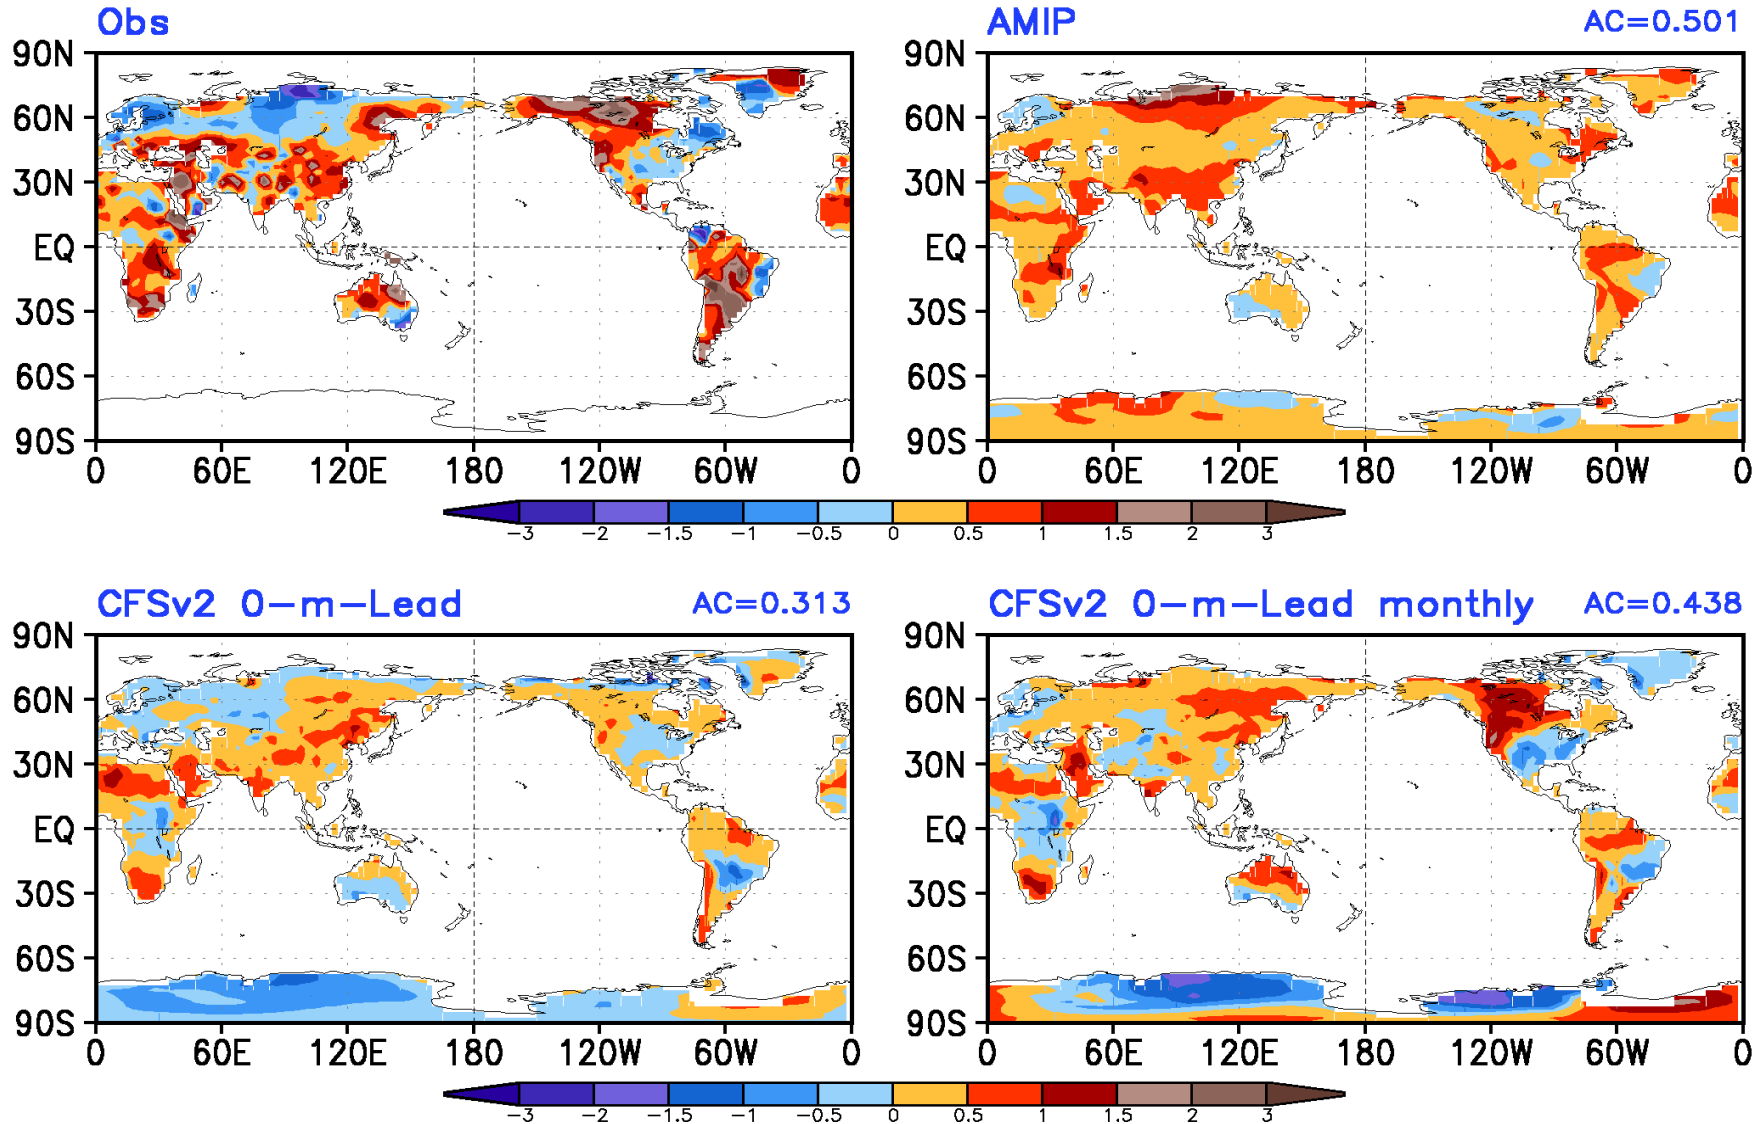 Obs
AMIP AC=0.501
90N 90N
60N 60N
30N 30N
EQ EQ
30S 30S
60S 60S
90S 90S
0 60E 120E 180 120W 60W 0 0 60E 120E 180 120W 60W 0
-3 -2 -1.5 -1 -0.5 0 0.5 1 1.5 2 3
CFSv2 0-m-Lead AC=0.313
CFSv2 0-m-Lead monthly AC=0.438
90N 90N
60N 60N
30N 30N
EQ EQ
30S 30S
60S 60S
90S 90S
0 60E 120E 180 120W 60W 0 0 60E 120E 180 120W 60W 0
-3 -2 -1.5 -1 -0.5 0 0.5 1 1.5 2 3